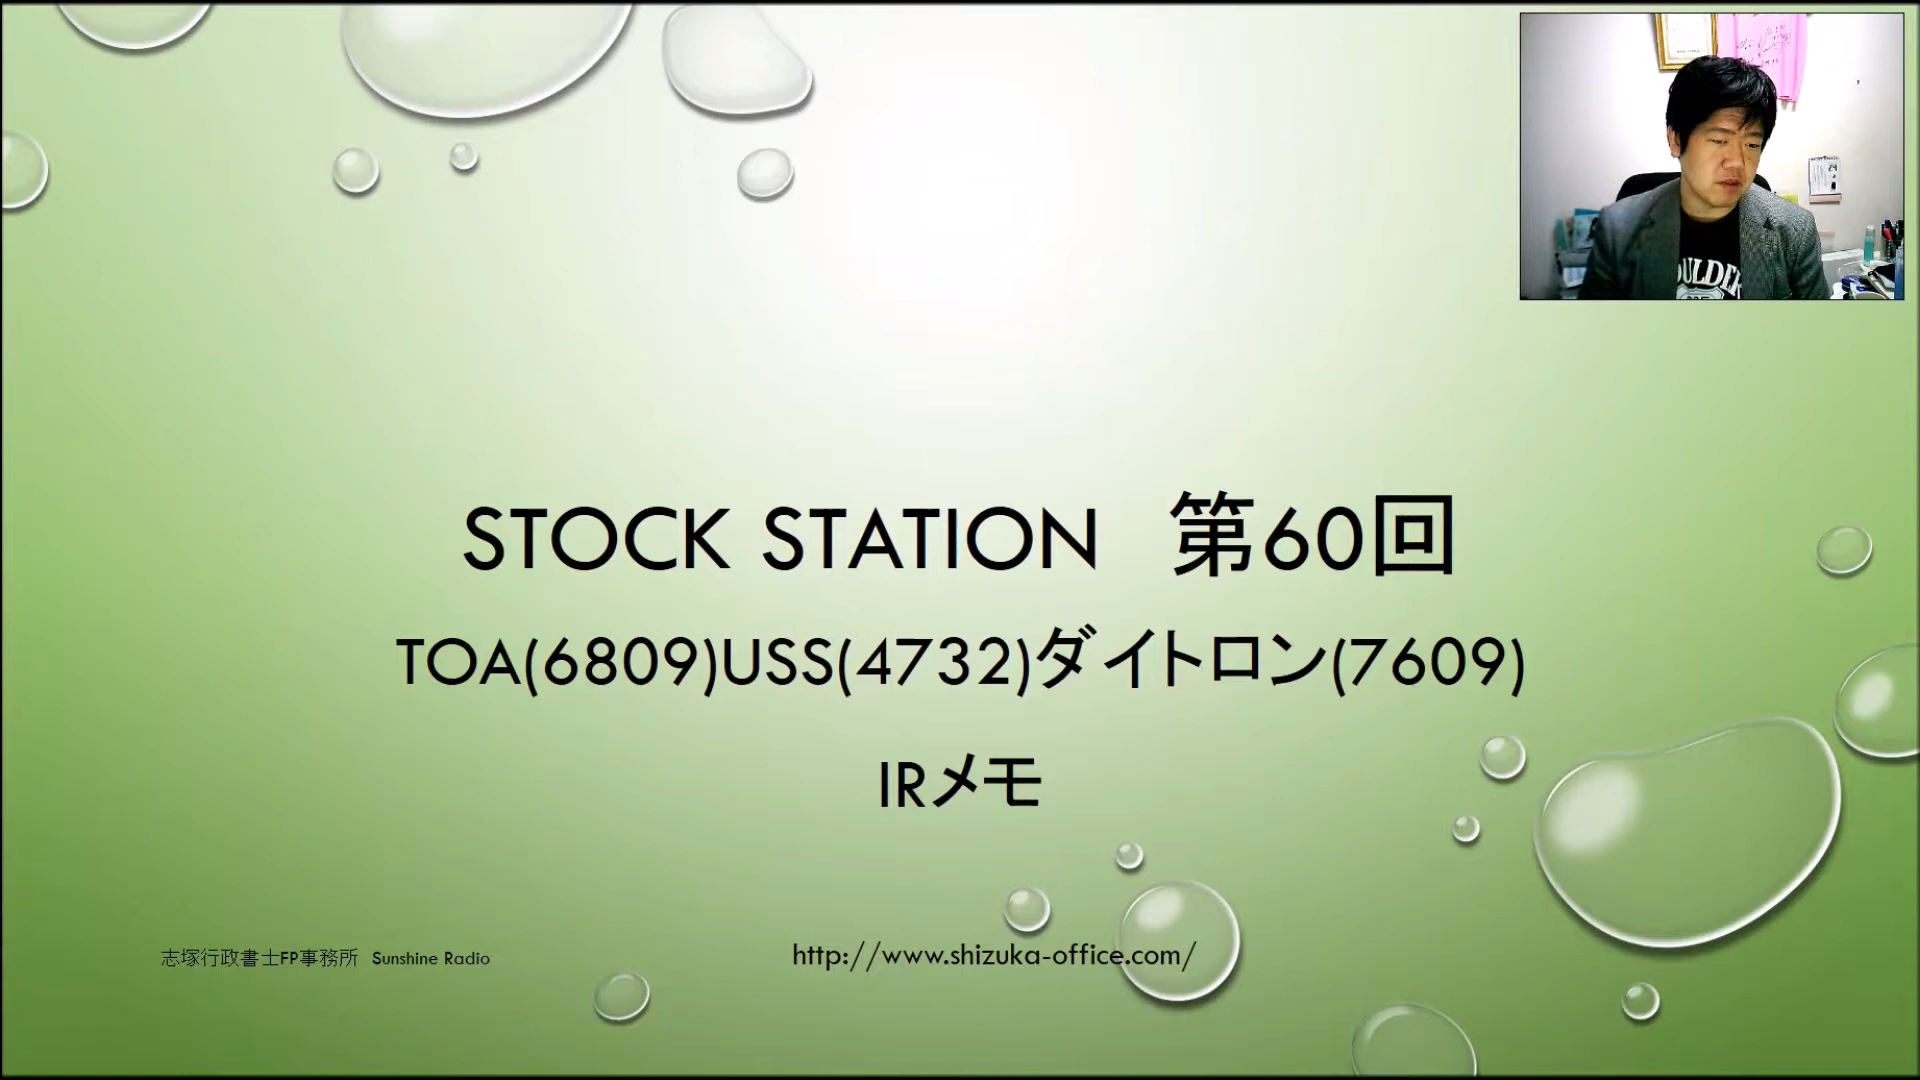 STOCK STATION　第60回
TOA(6809)USS(4732)ダイトロン(7609)
IRメモ
志塚行政書士FP事務所 Sunshine Radio
http://www.shizuka-office.com/